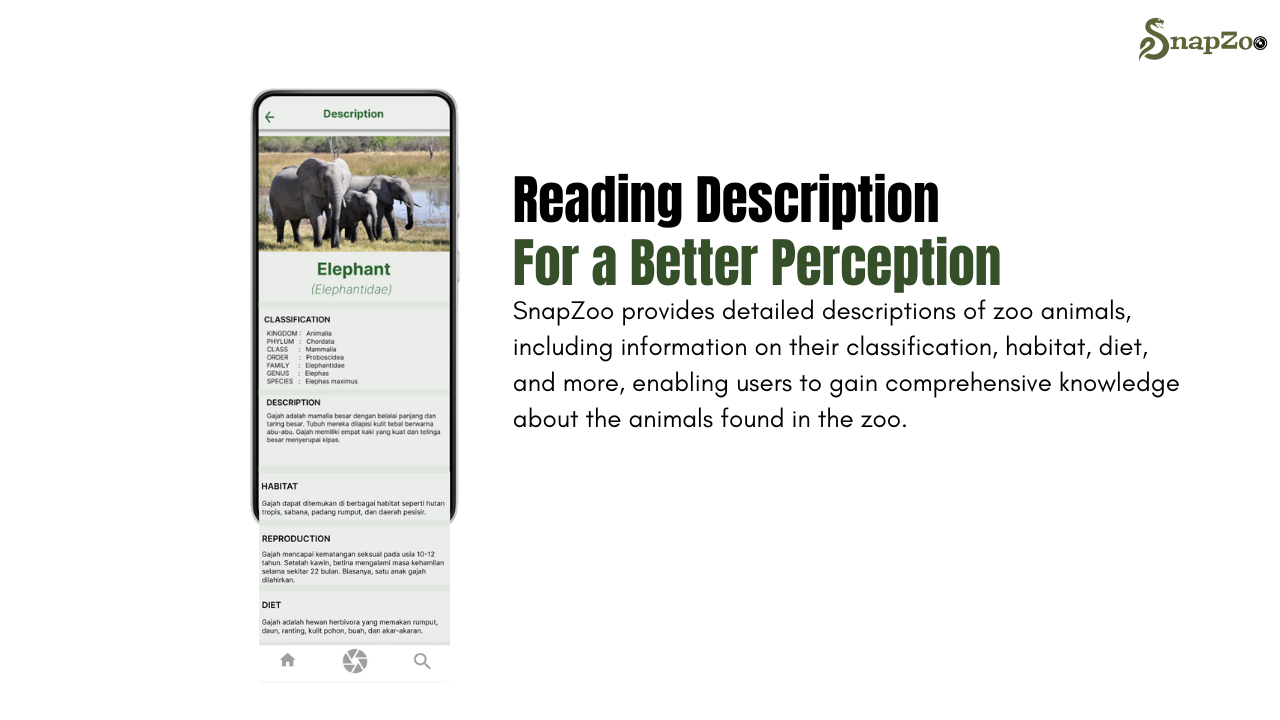 SnapZoo
Description
Elephant
(Elephantidae)
CLASSIFICATION
KINGDOM : Animalia
PHYLUM : Chordata
CLASS : Mammalia
ORDER : Proboscidea
FAMILY : Elephantidae
GENUS : Elephas
SPECIES : Elephas maximus
DESCRIPTION
Gajah adalah mamalia besar dengan belalai panjang dan
taring besar. Tubuh mereka dilapisi kulit tebal berwarna
abu-abu. Gajah memiliki empat kaki yang kuat dan telinga
besar menyerupai kipas.
HABITAT
Gajah dapat ditemukan di berbagai habitat seperti hutan
tropis, sabana, padang rumput, dan daerah pesisir.
REPRODUCTION
Gajah mencapai kematangan seksual pada usia 10-12
tahun. Setelah kawin, betina mengalami masa kehamilan
selama sekitar 22 bulan. Biasanya, satu anak gajah
dilahirkan.
DIET
Gajah adalah hewan herbivora yang memakan rumput,
daun, ranting, kulit pohon, buah, dan akar-akaran.
Reading Description
For a Better Perception
SnapZoo provides detailed descriptions of zoo animals,
including information on their classification, habitat, diet,
and more, enabling users to gain comprehensive knowledge
about the animals found in the zoo.